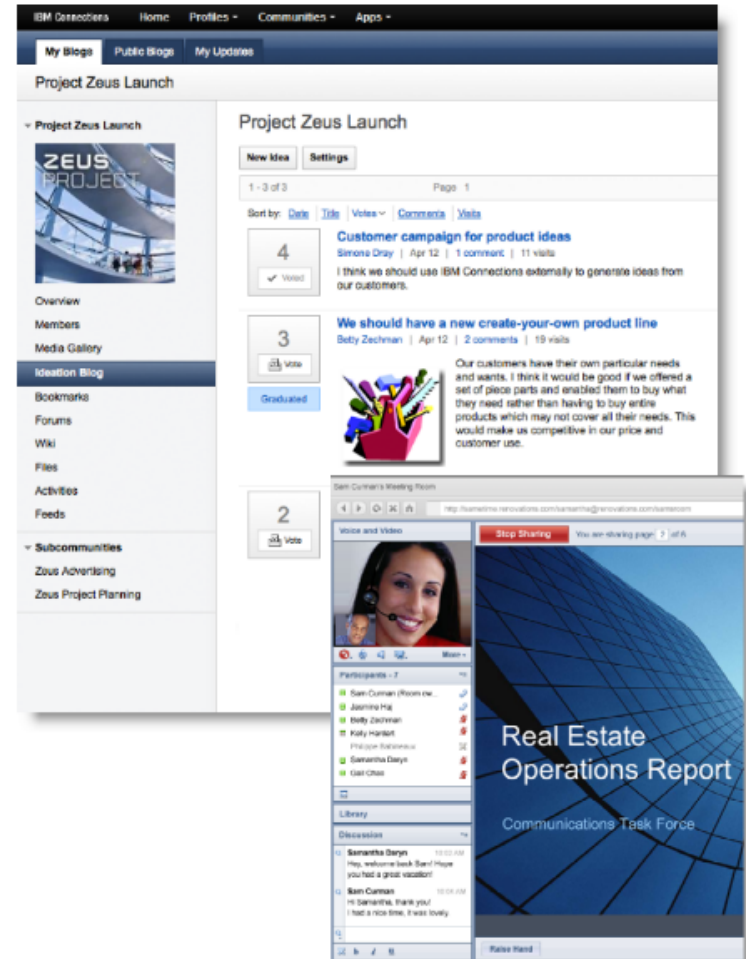 IBM Connections Home Profiles Communities Apps
My Blogs Public Blogs My Updates
Project Zeus Launch
Project Zeus Launch
ZEUS
PROJECT
Overview
Members
Media Gallery
Ideation Blog
Bookmarks
Forums
Wiki
Files
Activities
Feeds
Subcommunities
Zeus Advertising
Zeus Project Planning
Project Zeus Launch
New Idea Settings
1 - 3 of 3 Page 1
Sort by: Date | Title | Votes | Comments | Visits
4
Voted
Customer campaign for product ideas
Simone Dray | Apr 12 | 1 comment | 11 visits
I think we should use IBM Connections externally to generate ideas from
our customers.
3
Vote
Graduated
We should have a new create-your-own product line
Betty Zechman | Apr 12 | 2 comments | 19 visits
Our customers have their own particular needs
and wants. I think it would be good if we offered a
set of piece parts and enabled them to buy what
they need rather than having to buy entire
products which may not cover all their needs. This
would make us competitive in our price and
customer use.
2
Vote
Sam Curman's Meeting Room
Voice and Video
More
Participants - 7
Sam Curman (Room ow...
Jasmine Haj
Betty Zechman
Kelly
Philippe
Samantha Daryn
Gail Chao
Library
Discussion
Samantha Daryn 10:03 AM
Hey, welcome back Sam! Hope
you had a great vacation!
Sam Curman
Hi Samantha, thank you!
I had a nice time, it was lovely.
Stop Sharing You are sharing page of 6
Real Estate
Operations Report
Communications Task Force
Raise Hand